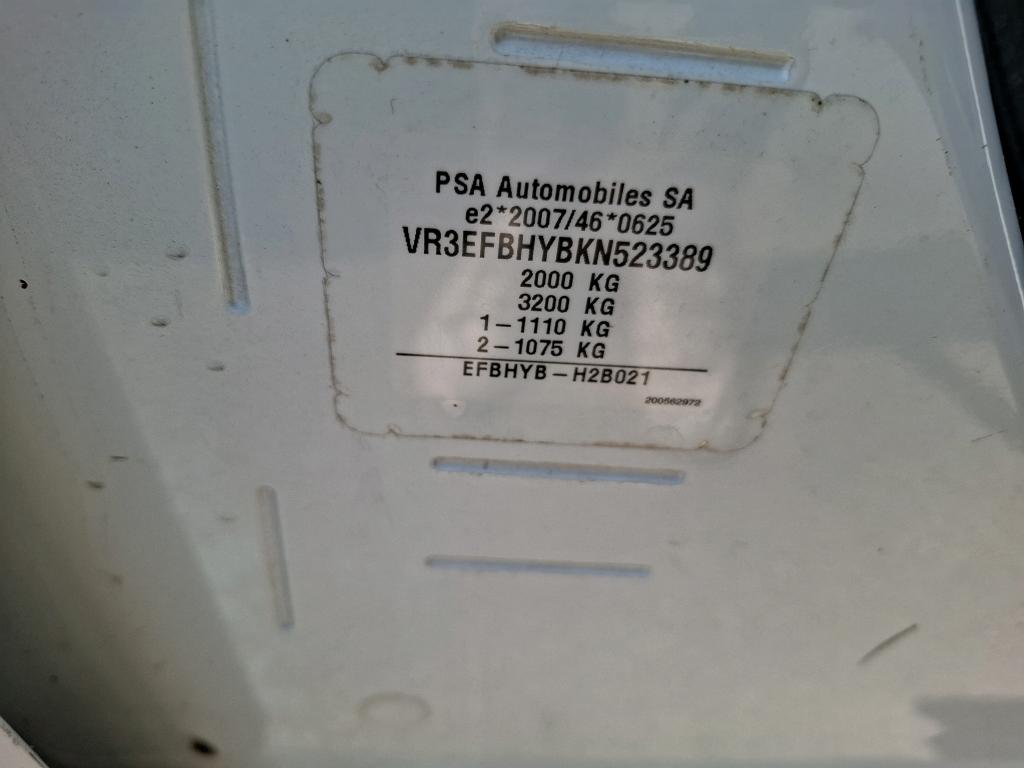 PSA Automobiles SA
e2*2007/46*0625
VR3EFBHYBKN523389
2000 KG
3200 KG
1-1110 KG
2-1075 KG
EFBHYB-H2B021
200562972